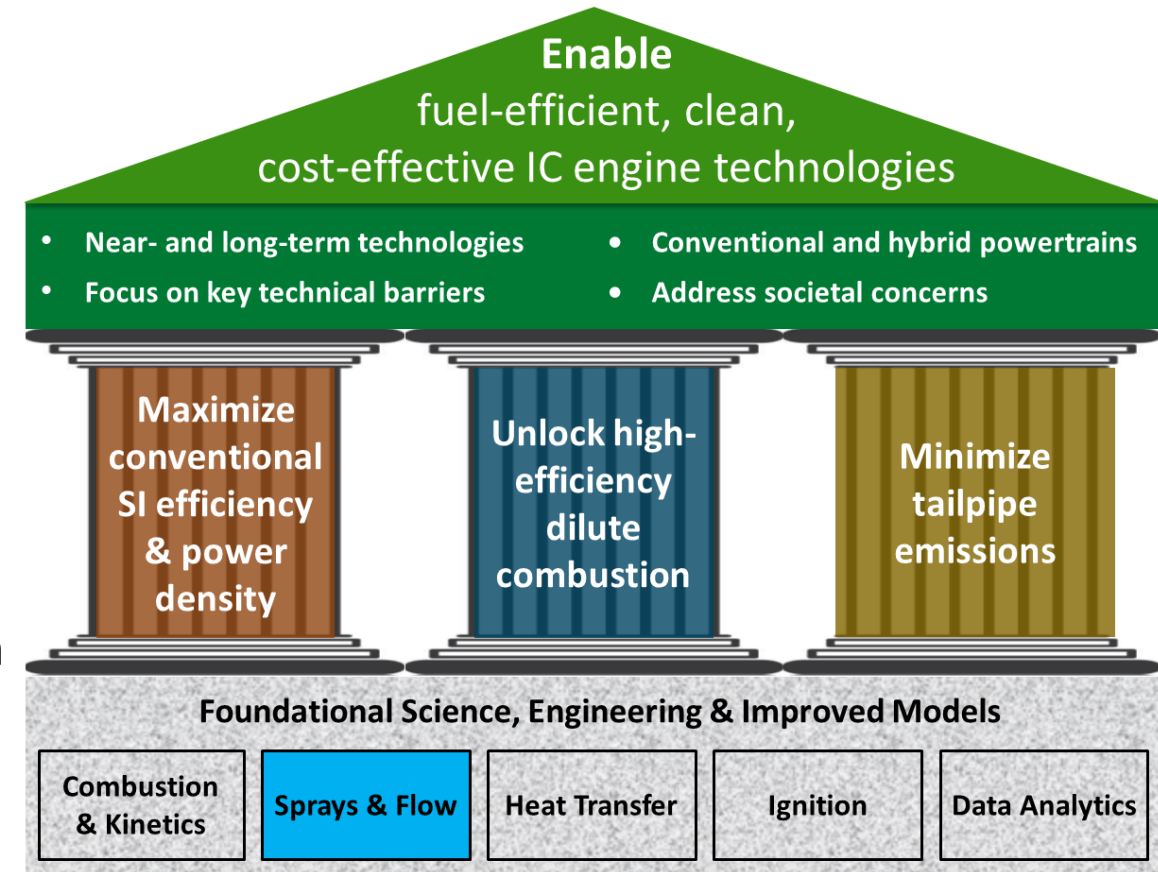 Enable
fuel-efficient, clean,
cost-effective IC engine technologies
• Near- and long-term technologies
• Focus on key technical barriers
• Conventional and hybrid powertrains
• Address societal concerns
Maximize
conventional
SI efficiency
& power
density
Unlock high-
efficiency
dilute
combustion
Minimize
tailpipe
emissions
Foundational Science, Engineering & Improved Models
Combustion
& Kinetics
Sprays & Flow
Heat Transfer
Ignition
Data Analytics